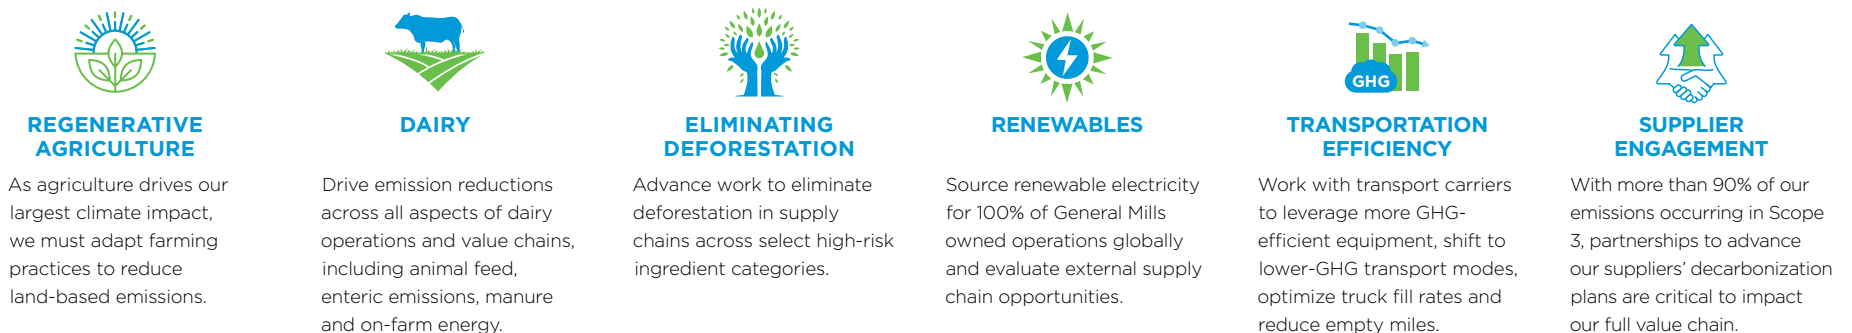 REGENERATIVE
AGRICULTURE
As agriculture drives our
largest climate impact,
we must adapt farming
practices to reduce
land-based emissions.
DAIRY
Drive emission reductions
across all aspects of dairy
operations and value chains,
including animal feed,
enteric emissions, manure
and on-farm energy.
ELIMINATING
DEFORESTATION
Advance work to eliminate
deforestation in supply
chains across select high-risk
ingredient categories.
RENEWABLES
Source renewable electricity
for 100% of General Mills
owned operations globally
and evaluate external supply
chain opportunities.
GHG
TRANSPORTATION
EFFICIENCY
Work with transport carriers
to leverage more GHG-
efficient equipment, shift to
lower-GHG transport modes,
optimize truck fill rates and
reduce empty miles.
SUPPLIER
ENGAGEMENT
With more than 90% of our
emissions occurring in Scope
3, partnerships to advance
our suppliers’ decarbonization
plans are critical to impact
our full value chain.